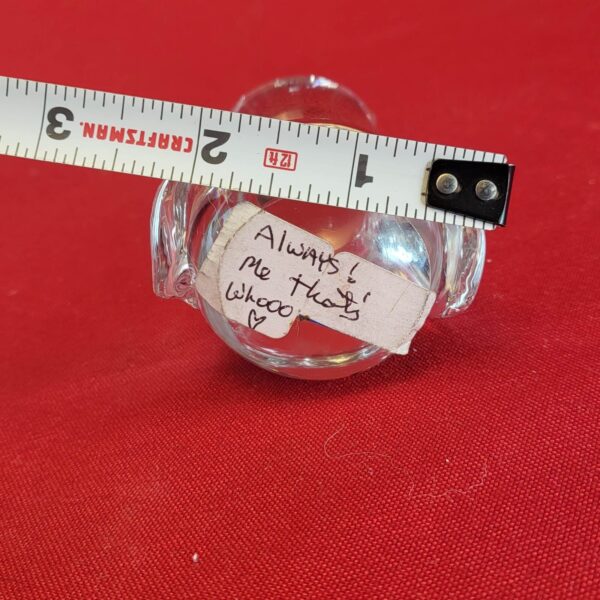 3 CRAFTSMAN. 2 12ft 1
Always!
Me that's
Whooo
♡